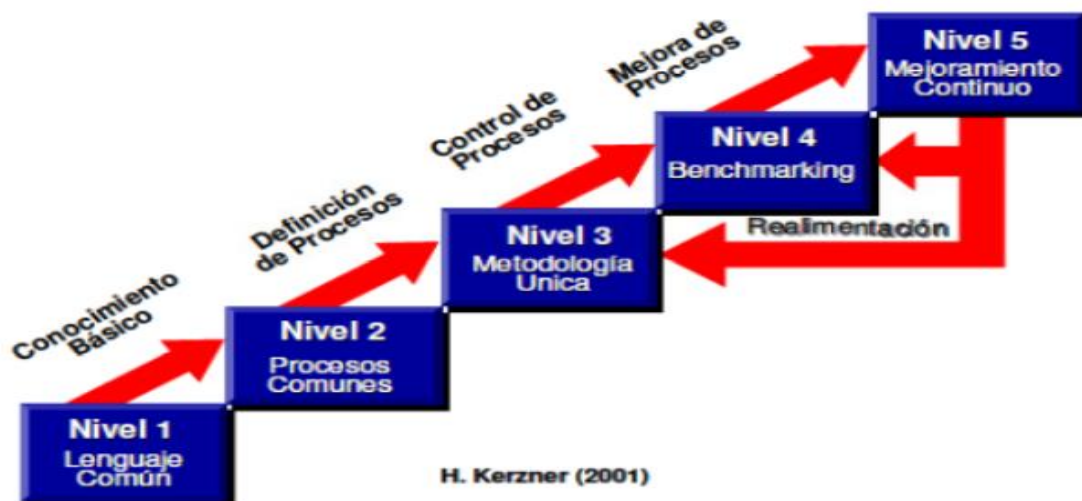 Nivel 5
Mejoramiento
Continuo
Mejora de
Procesos
Nivel 4
Benchmarking
Control de
Procesos
Nivel 3
Metodología
Unica
Realimentación
Definición
de Procesos
Nivel 2
Procesos
Comunes
Conocimiento
Básico
Nivel 1
Lenguaje
Común
H. Kerzner (2001)